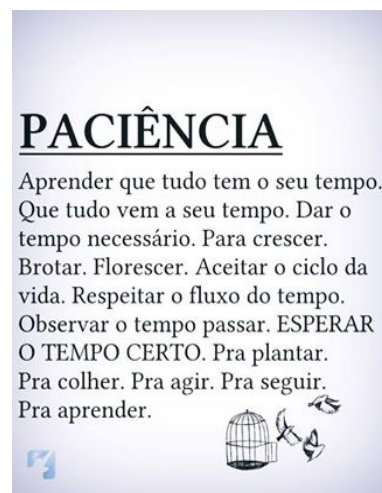 PACIÊNCIA
Aprender que tudo tem o seu tempo.
Que tudo vem a seu tempo. Dar o
tempo necessário. Para crescer.
Brotar. Florescer. Aceitar o ciclo da
vida. Respeitar o fluxo do tempo.
Observar o tempo passar. ESPERAR
O TEMPO CERTO. Pra plantar.
Pra colher. Pra agir. Pra seguir.
Pra aprender.